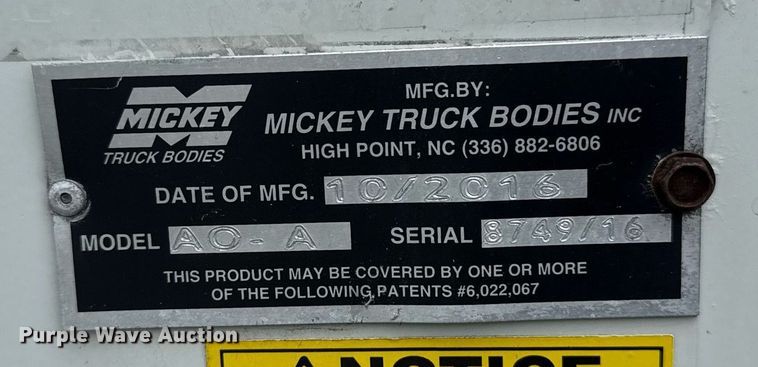 MFG.BY:
MICKEY
TRUCK BODIES
MICKEY TRUCK BODIES INC
HIGH POINT, NC (336) 882-6806
DATE OF MFG. 10/2016
MODEL AO-A SERIAL 8749/16
THIS PRODUCT MAY BE COVERED BY ONE OR MORE
OF THE FOLLOWING PATENTS #6,022,067
Purple Wave Auction
NOTICE